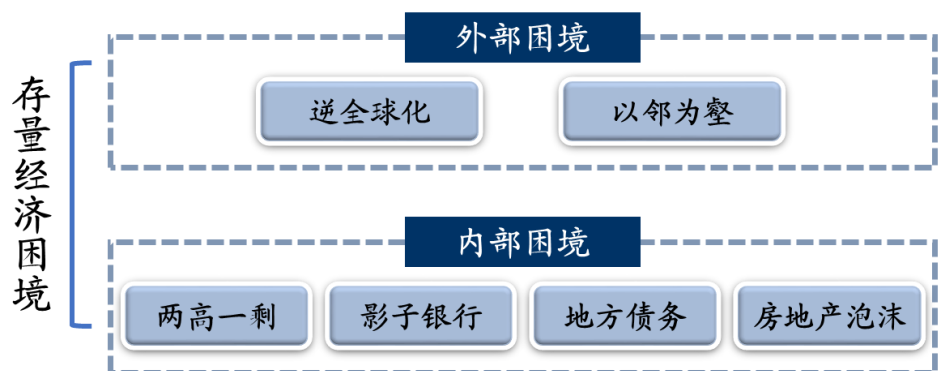 存量经济困境
外部困境
逆全球化
以邻为壑
内部困境
两高一剩
影子银行
地方债务
房地产泡沫